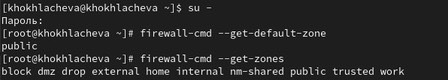 [khokhlacheva@khokhlacheva ~]$ su -
Пароль:
[root@khokhlacheva ~]# firewall-cmd --get-default-zone
public
[root@khokhlacheva ~]# firewall-cmd --get-zones
block dmz drop external home internal nm-shared public trusted work